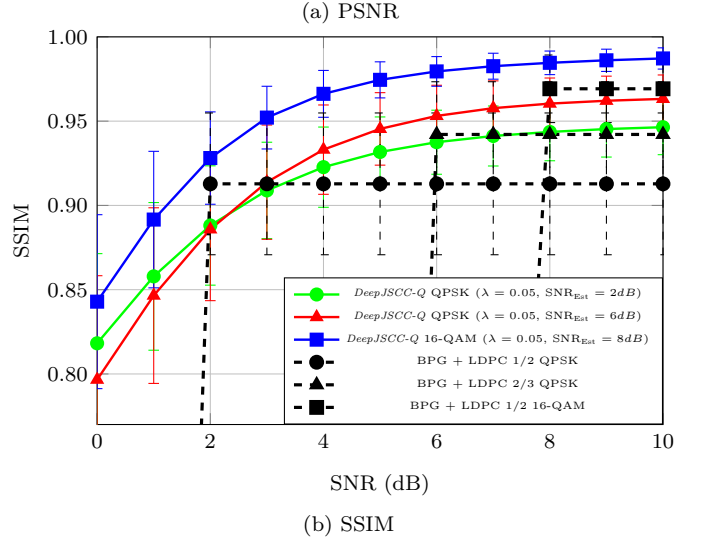 (a) PSNR
1.00
0.95
0.90
0.85
0.80
SSIM
DeepJSCC-Q QPSK (λ = 0.05, SNR_Est = 2dB)
DeepJSCC-Q QPSK (λ = 0.05, SNR_Est = 6dB)
DeepJSCC-Q 16-QAM (λ = 0.05, SNR_Est = 8dB)
BPG + LDPC 1/2 QPSK
BPG + LDPC 2/3 QPSK
BPG + LDPC 1/2 16-QAM
0 2 4 6 8 10
SNR (dB)
(b) SSIM